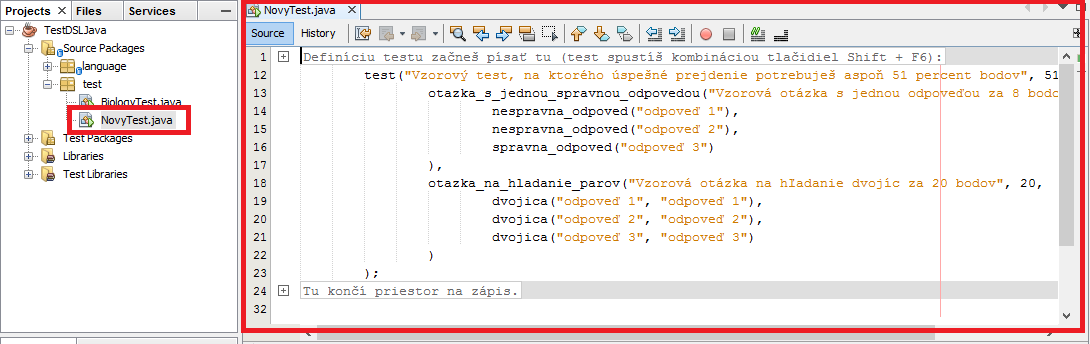 Projects × Files Services
TestDSLJava
Source Packages
language
test
BiologyTest.java
NovyTest.java
Test Packages
Libraries
Test Libraries
NovyTest.java ×
Source History
1 Definíciu testu začneš písať tu (test spustíš kombináciou tlačidiel Shift + F6):
12 test("Vzorový test, na ktorého úspešné prejdenie potrebuješ aspoň 51 percent bodov", 51
13 otazka_s_jednou_spravnou_odpovedou("Vzorová otázka s jednou odpoveďou za 8 bodo
14 nespravna_odpoved("odpoveď 1"),
15 nespravna_odpoved("odpoveď 2"),
16 spravna_odpoved("odpoveď 3")
17 ),
18 otazka_na_hladanie_parov("Vzorová otázka na hľadanie dvojíc za 20 bodov", 20,
19 dvojica("odpoveď 1", "odpoveď 1"),
20 dvojica("odpoveď 2", "odpoveď 2"),
21 dvojica("odpoveď 3", "odpoveď 3")
22 )
23 );
24 Tu končí priestor na zápis.
32